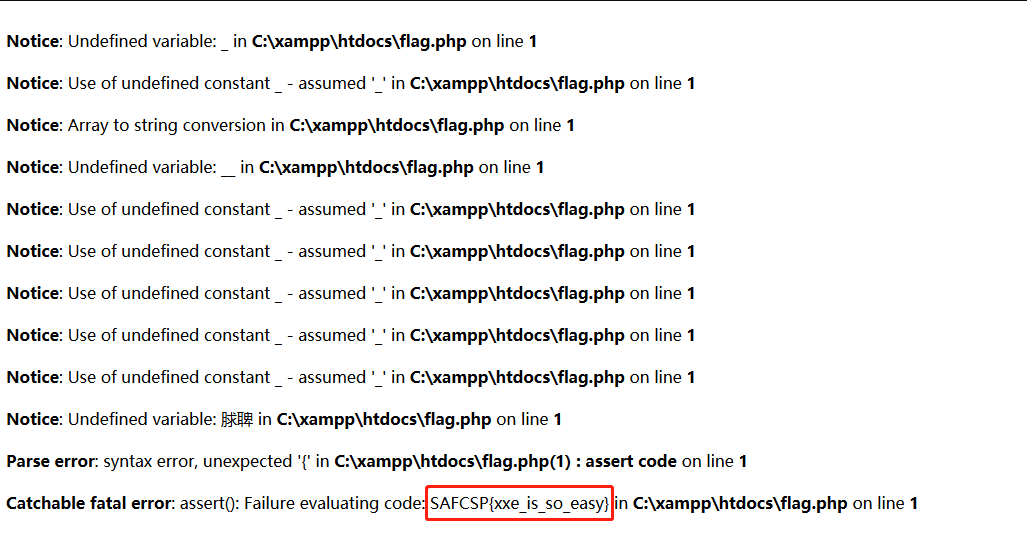 Notice: Undefined variable: _ in C:\xampp\htdocs\flag.php on line 1
Notice: Use of undefined constant _ - assumed '_' in C:\xampp\htdocs\flag.php on line 1
Notice: Array to string conversion in C:\xampp\htdocs\flag.php on line 1
Notice: Undefined variable: __ in C:\xampp\htdocs\flag.php on line 1
Notice: Use of undefined constant _ - assumed '_' in C:\xampp\htdocs\flag.php on line 1
Notice: Use of undefined constant _ - assumed '_' in C:\xampp\htdocs\flag.php on line 1
Notice: Use of undefined constant _ - assumed '_' in C:\xampp\htdocs\flag.php on line 1
Notice: Use of undefined constant _ - assumed '_' in C:\xampp\htdocs\flag.php on line 1
Notice: Use of undefined constant _ - assumed '_' in C:\xampp\htdocs\flag.php on line 1
Notice: Undefined variable: in C:\xampp\htdocs\flag.php on line 1
Parse error: syntax error, unexpected '{' in C:\xampp\htdocs\flag.php(1) : assert code on line 1
Catchable fatal error: assert(): Failure evaluating code: SAFCSP{xxe_is_so_easy} in C:\xampp\htdocs\flag.php on line 1